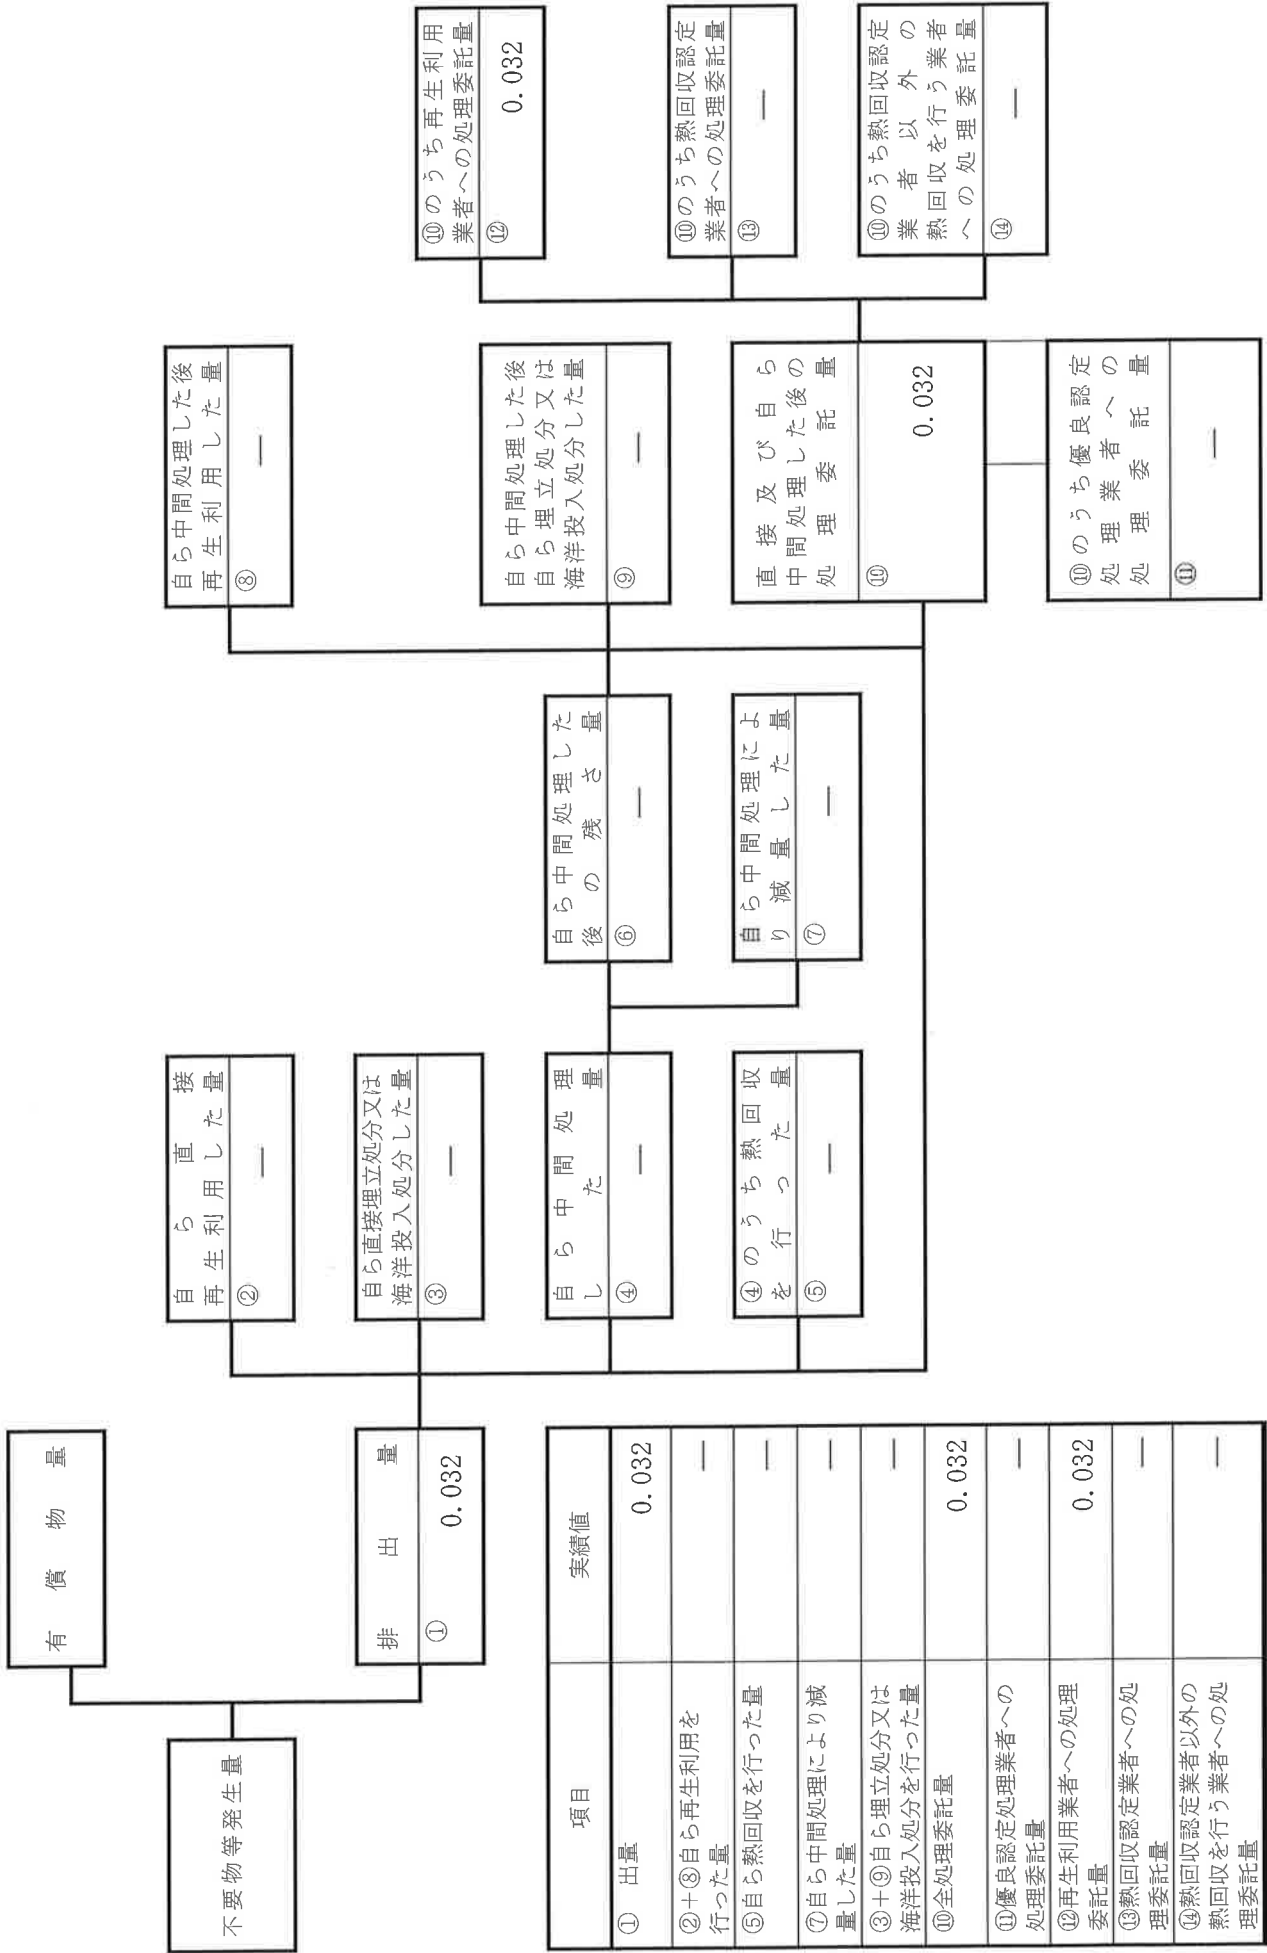 不要物等発生量
有償物量
排出量
①
0.032
自ら直接
再生利用した量
②
—
自ら直接埋立処分又は
海洋投入処分した量
③
—
自ら中間処理
した量
④
—
④のうち熱回収
を行った量
⑤
—
自ら中間処理した
後の残さ量
⑥
—
自ら中間処理によ
り減量した量
⑦
—
自ら中間処理した後
再生利用した量
⑧
—
自ら中間処理した後
自ら埋立処分又は
海洋投入処分した量
⑨
—
直接及び自ら
中間処理した後の
処理委託量
⑩
0.032
⑩のうち優良認定
処理業者への
処理委託量
⑪
—
⑩のうち再生利用
業者への処理委託量
⑫
0.032
⑩のうち熱回収認定
業者への処理委託量
⑬
—
⑩のうち熱回収認定
業者以外の
熱回収を行う業者
への処理委託量
⑭
—
項目 実績値
① 出量 0.032
②+⑧自ら再生利用を
行った量 —
⑤自ら熱回収を行った量 —
⑦自ら中間処理により減
量した量 —
③+⑨自ら埋立処分又は
海洋投入処分を行った量 —
⑩全処理委託量 0.032
⑪優良認定処理業者への
処理委託量 —
⑫再生利用業者への処理
委託量 0.032
⑬熱回収認定業者への処
理委託量 —
⑭熱回収認定業者以外の
熱回収を行う業者への処
理委託量 —